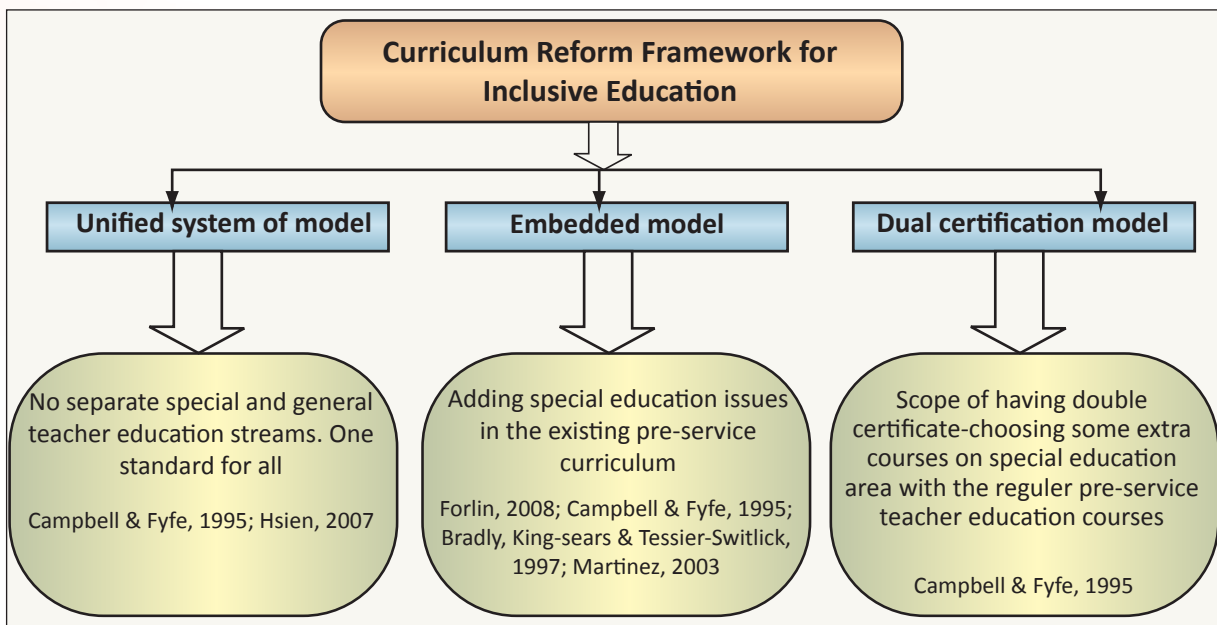 Curriculum Reform Framework for
Inclusive Education
Unified system of model
Embedded model
Dual certification model
No separate special and general
teacher education streams. One
standard for all
Campbell & Fyfe, 1995; Hsien, 2007
Adding special education issues
in the existing pre-service
curriculum
Forlin, 2008; Campbell & Fyfe, 1995;
Bradly, King-sears & Tessier-Switlick,
1997; Martinez, 2003
Scope of having double
certificate-choosing some extra
courses on special education
area with the reguler pre-service
teacher education courses
Campbell & Fyfe, 1995